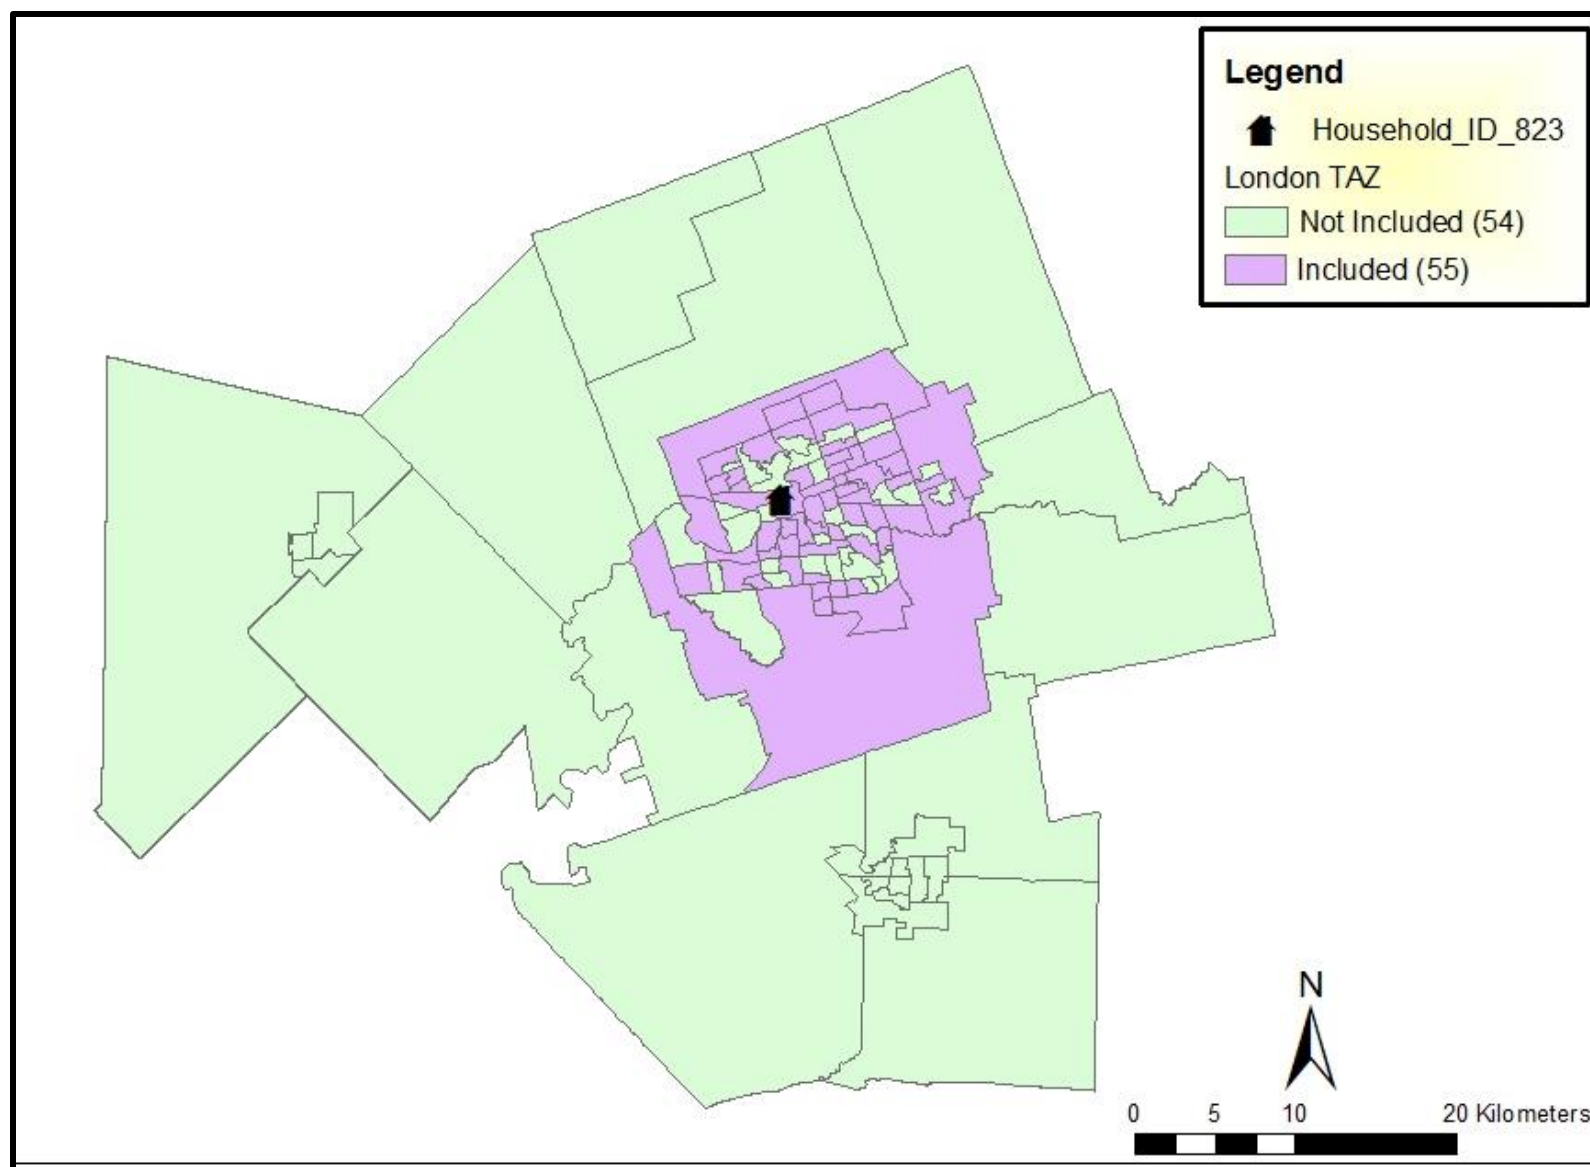 Legend
Household_ID_823
London TAZ
Not Included (54)
Included (55)
N
0 5 10 20 Kilometers